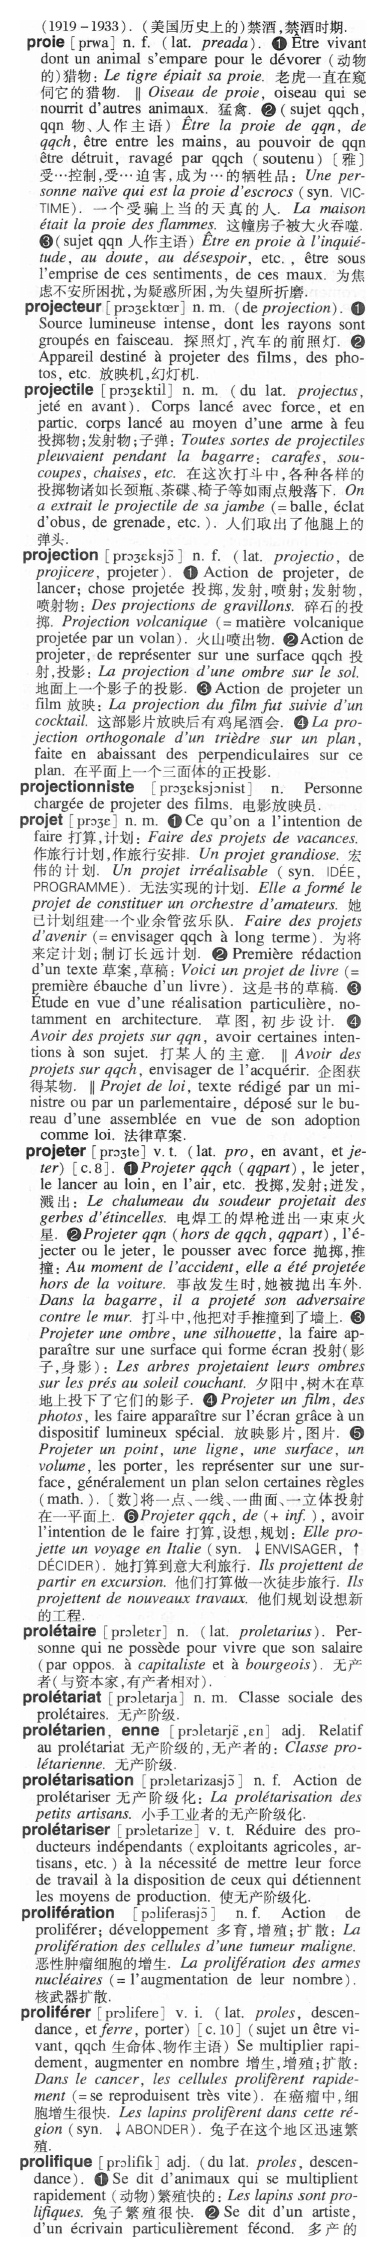 (1919－1933). (美国历史上的)禁酒,禁酒时期.
proie [prwa] n. f. (lat. preada). ❶ Être vivant
dont un animal s'empare pour le dévorer (动物
的)猎物: Le tigre épiait sa proie. 老虎一直在窥
伺它的猎物. ‖ Oiseau de proie, oiseau qui se
nourrit d'autres animaux. 猛禽. ❷ (sujet qqch,
qqn 物、人作主语) Être la proie de qqn, de
qqch, être entre les mains, au pouvoir de qqn
être détruit, ravagé par qqch (soutenu) [雅]
受…控制,受…迫害,成为…的牺牲品: Une per-
sonne naïve qui est la proie d'escrocs (syn. VIC-
TIME). 一个受骗上当的天真的人. La maison
était la proie des flammes. 这幢房子被大火吞噬.
❸(sujet qqn 人作主语) Être en proie à l'inquié-
tude, au doute, au désespoir, etc., être sous
l'emprise de ces sentiments, de ces maux. 为焦
虑不安所困扰,为疑惑所困,为失望所折磨.
projecteur [prɔʒɛktœr] n. m. (de projection). ❶
Source lumineuse intense, dont les rayons sont
groupés en faisceau. 探照灯,汽车的前照灯. ❷
Appareil destiné à projeter des films, des pho-
tos, etc. 放映机,幻灯机.
projectile [prɔʒɛktil] n. m. (du lat. projectus,
jeté en avant). Corps lancé avec force, et en
partic. corps lancé au moyen d'une arme à feu
投掷物;发射物;子弹: Toutes sortes de projectiles
pleuvaient pendant la bagarre: carafes, sou-
coupes, chaises, etc. 在这次打斗中,各种各样的
投掷物诸如长颈瓶、茶碟、椅子等如雨点般落下. On
a extrait le projectile de sa jambe (=balle, éclat
d'obus, de grenade, etc.). 人们取出了他腿上的
弹头.
projection [prɔʒɛksjɔ̃] n. f. (lat. projectio, de
projicere, projeter). ❶ Action de projeter, de
lancer; chose projetée 投掷,发射,喷射;发射物,
喷射物: Des projections de gravillons. 碎石的投
掷. Projection volcanique (=matière volcanique
projetée par un volan). 火山喷出物. ❷Action de
projeter, de représenter sur une surface qqch 投
射,投影: La projection d'une ombre sur le sol.
地面上一个影子的投影. ❸Action de projeter un
film 放映: La projection du film fut suivie d'un
cocktail. 这部影片放映后有鸡尾酒会. ❹La pro-
jection orthogonale d'un trièdre sur un plan,
faite en abaissant des perpendiculaires sur ce
plan. 在平面上一个三面体的正投影.
projectionniste [prɔʒɛksjɔnist] n. Personne
chargée de projeter des films. 电影放映员.
projet [prɔʒɛ] n. m. ❶Ce qu'on a l'intention de
faire 打算,计划: Faire des projets de vacances.
作旅行计划,作旅行安排. Un projet grandiose. 宏
伟的计划. Un projet irréalisable (syn. IDÉE,
PROGRAMME). 无法实现的计划. Elle a formé le
projet de constituer un orchestre d'amateurs. 她
已计划组建一个业余管弦乐队. Faire des projets
d'avenir (=envisager qqch à long terme). 为将
来定计划;制订长远计划. ❷ Première rédaction
d'un texte 草案,草稿: Voici un projet de livre (=
première ébauche d'un livre). 这是书的草稿. ❸
Étude en vue d'une réalisation particulière, no-
tamment en architecture. 草图,初步设计. ❹
Avoir des projets sur qqn, avoir certaines inten-
tions à son sujet. 打某人的主意. ‖ Avoir des
projets sur qqch, envisager de l'acquérir. 企图获
得某物. ‖ Projet de loi, texte rédigé par un mi-
nistre ou par un parlementaire, déposé sur le bu-
reau d'une assemblée en vue de son adoption
comme loi. 法律草案.
projeter [prɔʒte] v. t. (lat. pro, en avant, et je-
ter) [c.8]. ❶Projeter qqch (qqpart), le jeter,
le lancer au loin, en l'air, etc. 投掷,发射;迸发,
溅出: Le chalumeau du soudeur projetait des
gerbes d'étincelles. 电焊工的焊枪迸出一束束火
星. ❷Projeter qqn (hors de qqch, qqpart), l'é-
jecter ou le jeter, le pousser avec force 抛掷,推
撞: Au moment de l'accident, elle a été projetée
hors de la voiture. 事故发生时,她被抛出车外.
Dans la bagarre, il a projeté son adversaire
contre le mur. 打斗中,他把对手推撞到了墙上. ❸
Projeter une ombre, une silhouette, la faire ap-
paraître sur une surface qui forme écran 投射(影
子,身影): Les arbres projetaient leurs ombres
sur les prés au soleil couchant. 夕阳中,树木在草
地上投下了它们的影子. ❹Projeter un film, des
photos, les faire apparaître sur l'écran grâce à un
dispositif lumineux spécial. 放映影片,图片. ❺
Projeter un point, une ligne, une surface, un
volume, les porter, les représenter sur une sur-
face, généralement un plan selon certaines règles
(math.). [数]将一点、一线、一曲面、一立体投射
在一平面上. ❻Projeter qqch, de (+ inf.), avoir
l'intention de le faire 打算,设想,规划: Elle pro-
jette un voyage en Italie (syn. ↓ENVISAGER, ↑
DÉCIDER). 她打算到意大利旅行. Ils projettent de
partir en excursion. 他们打算做一次徒步旅行. Ils
projettent de nouveaux travaux. 他们规划设想新
的工程.
prolétaire [prɔletɛr] n. (lat. proletarius). Per-
sonne qui ne possède pour vivre que son salaire
(par oppos. à capitaliste et à bourgeois). 无产
者(与资本家,有产者相对).
prolétariat [prɔletarja] n. m. Classe sociale des
prolétaires. 无产阶级.
prolétarien, enne [prɔletarjɛ̃,ɛn] adj. Relatif
au prolétariat 无产阶级的,无产者的: Classe pro-
létarienne. 无产阶级.
prolétarisation [prɔletarizasjɔ̃] n. f. Action de
prolétariser 无产阶级化: La prolétarisation des
petits artisans. 小手工业者的无产阶级化.
prolétariser [prɔletarize] v. t. Réduire des pro-
ducteurs indépendants (exploitants agricoles, ar-
tisans, etc.) à la nécessité de mettre leur force
de travail à la disposition de ceux qui détiennent
les moyens de production. 使无产阶级化.
prolifération [pɔliferasjɔ̃] n.f. Action de
proliférer; développement 多育,增殖;扩散: La
prolifération des cellules d'une tumeur maligne.
恶性肿瘤细胞的增生. La prolifération des armes
nucléaires (=l'augmentation de leur nombre).
核武器扩散.
proliférer [prɔlifere] v. i. (lat. proles, descen-
dance, et ferre, porter) [c.10] (sujet un être vi-
vant, qqch 生命体、物作主语) Se multiplier rapi-
dement, augmenter en nombre 增生,增殖;扩散:
Dans le cancer, les cellules prolifèrent rapide-
ment (=se reproduisent très vite). 在癌瘤中,细
胞增生很快. Les lapins prolifèrent dans cette ré-
gion (syn. ↓ABONDER). 兔子在这个地区迅速繁
殖.
prolifique [prɔlifik] adj. (du lat. proles, descen-
dance). ❶Se dit d'animaux qui se multiplient
rapidement (动物)繁殖快的: Les lapins sont pro-
lifiques. 兔子繁殖很快. ❷Se dit d'un artiste,
d'un écrivain particulièrement fécond. 多产的